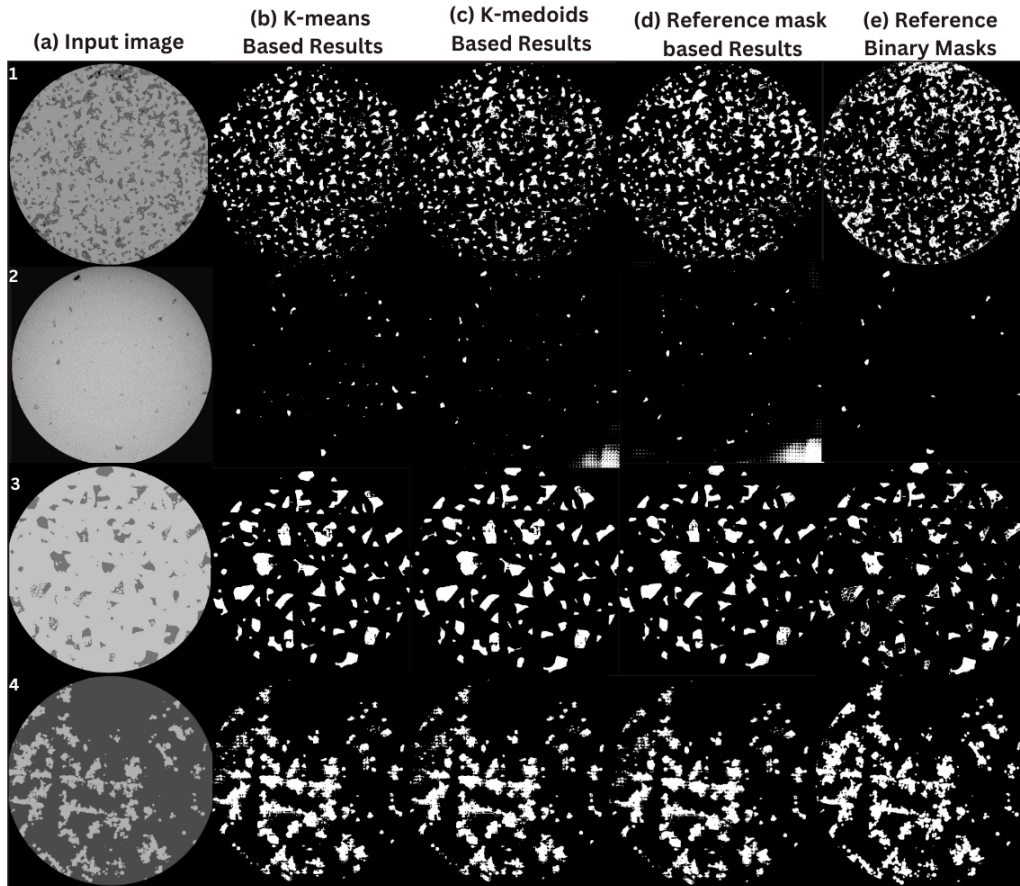 (a) Input image
(b) K-means
Based Results
(c) K-medoids
Based Results
(d) Reference mask
based Results
(e) Reference
Binary Masks
1
2
3
4